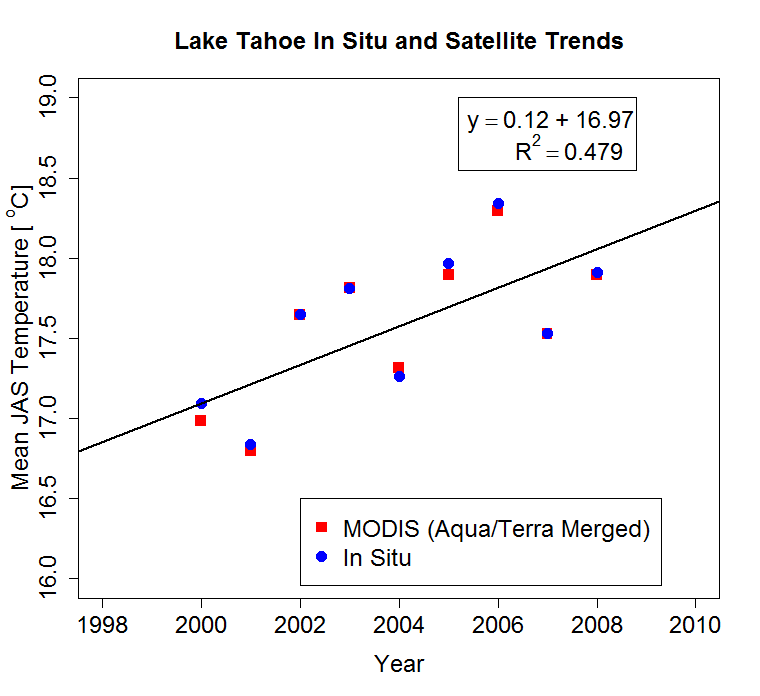 Lake Tahoe In Situ and Satellite Trends
19.0
y = 0.12 + 16.97
R² = 0.479
18.5
18.0
17.5
17.0
16.5
16.0
Mean JAS Temperature [ °C]
MODIS (Aqua/Terra Merged)
In Situ
1998 2000 2002 2004 2006 2008 2010
Year